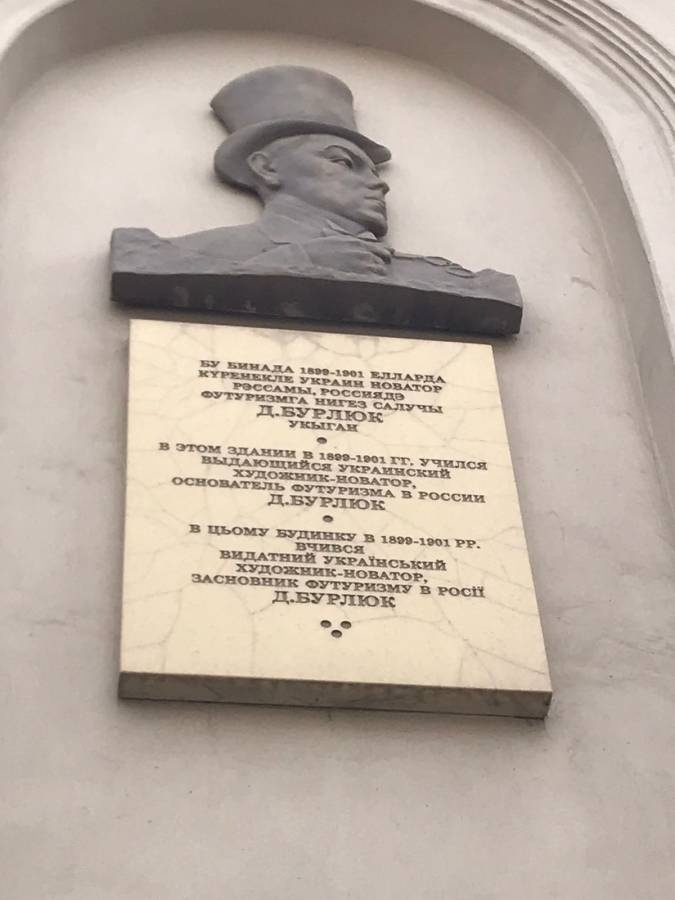 БУ БИНАДА 1899-1901 ЕЛЛАРДА
КҮРЕНЕКЛЕ УКРАИН НОВАТОР
РӘССАМЫ, РОССИЯДӘ
ФУТУРИЗМГА НИГЕЗ САЛУЧЫ
Д.БУРЛЮК
УКЫГАН
В ЭТОМ ЗДАНИИ В 1899-1901 ГГ. УЧИЛСЯ
ВЫДАЮЩИЙСЯ УКРАИНСКИЙ
ХУДОЖНИК-НОВАТОР,
ОСНОВАТЕЛЬ ФУТУРИЗМА В РОССИИ
Д.БУРЛЮК
В ЦЬОМУ БУДИНКУ В 1899-1901 РР.
ВЧИВСЯ
ВИДАТНИЙ УКРАЇНСЬКИЙ
ХУДОЖНИК-НОВАТОР,
ЗАСНОВНИК ФУТУРИЗМУ В РОСІЇ
Д.БУРЛЮК